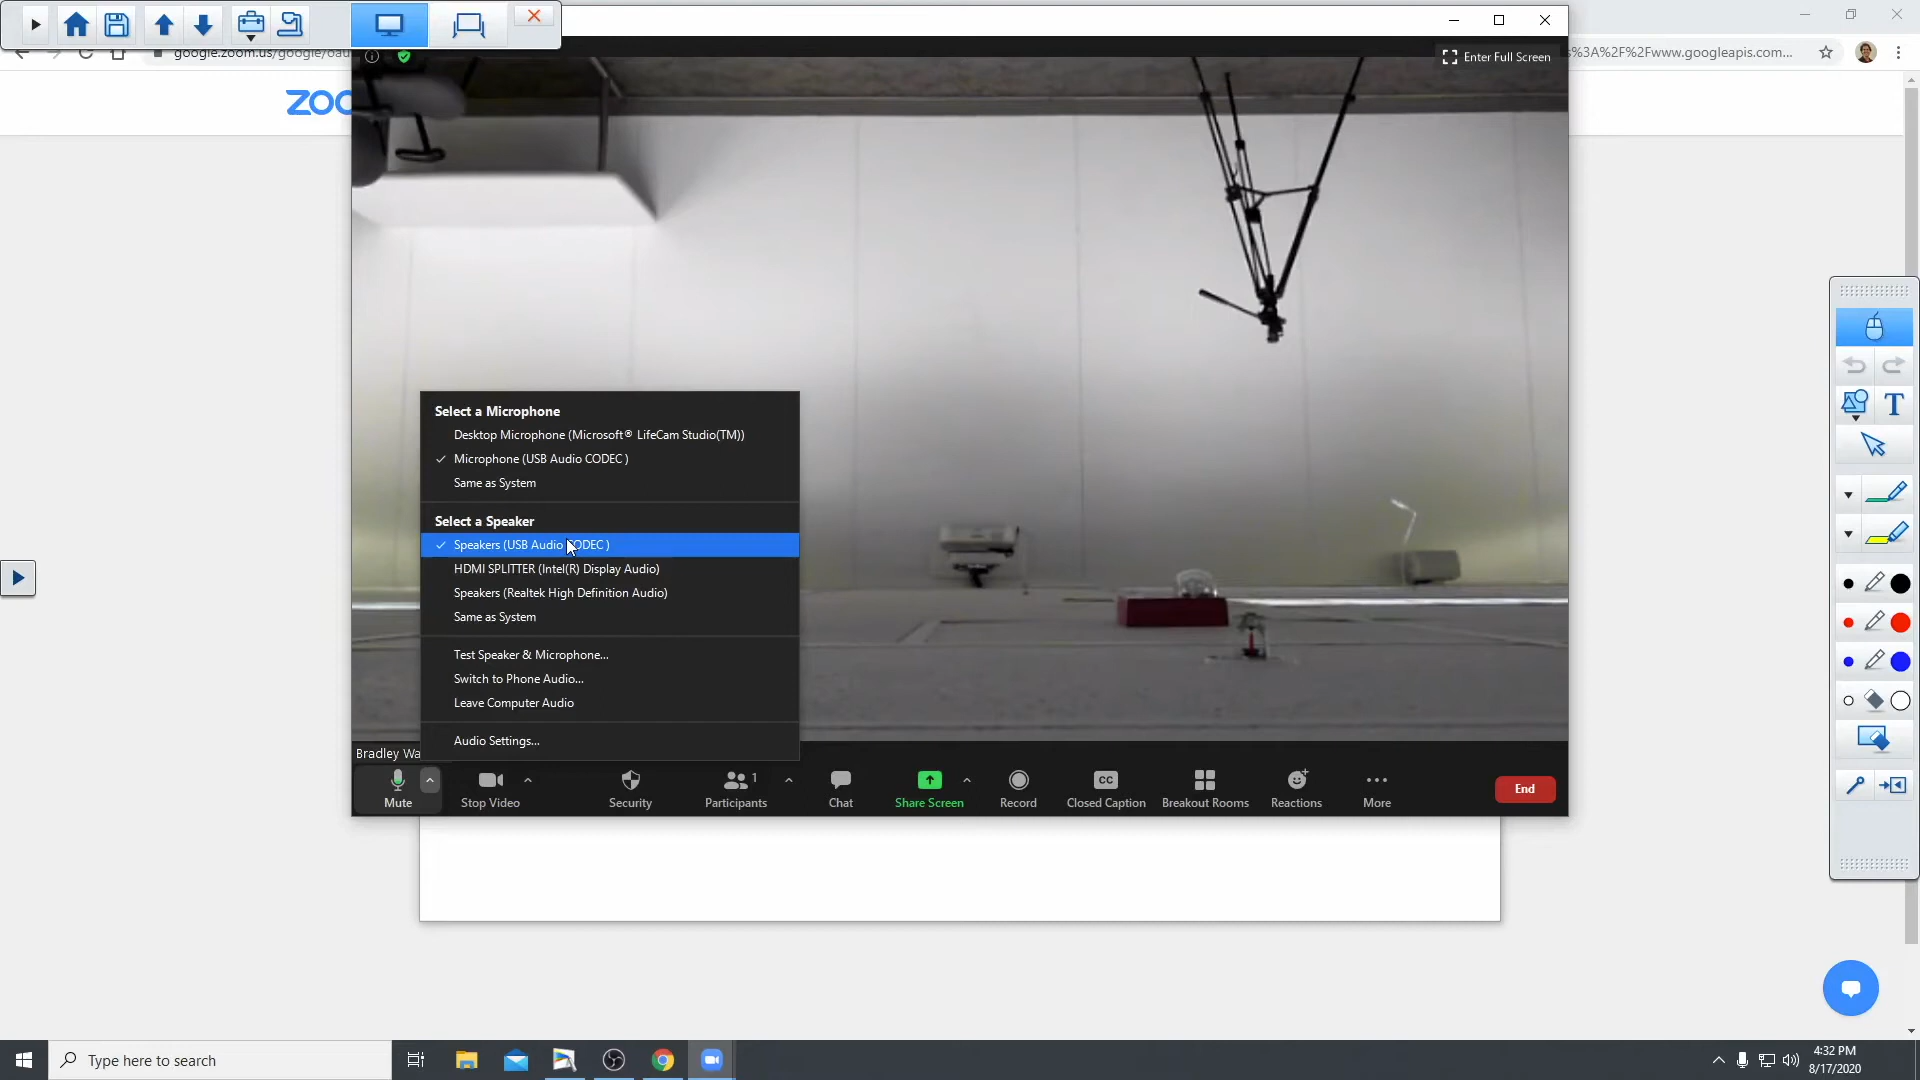 google.zoom.us/google/oau
s%3A%2F%2Fwww.googleapis.com...
Enter Full Screen
zoo
Select a Microphone
Desktop Microphone (Microsoft® LifeCam Studio(TM))
Microphone (USB Audio CODEC )
Same as System
Select a Speaker
Speakers (USB Audio CODEC )
HDMI SPLITTER (Intel(R) Display Audio)
Speakers (Realtek High Definition Audio)
Same as System
Test Speaker & Microphone...
Switch to Phone Audio...
Leave Computer Audio
Audio Settings...
T
Bradley Wa
Mute
Stop Video
Security
1
Participants
Chat
Share Screen
Record
CC
Closed Caption
Breakout Rooms
Reactions
More
End
Type here to search
4:32 PM
8/17/2020